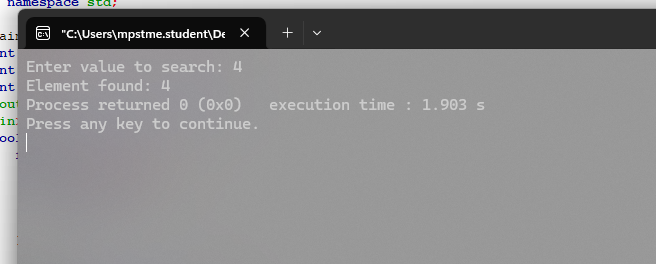 namespace std;
"C:\Users\mpstme.student\De
Enter value to search: 4
Element found: 4
Process returned 0 (0x0)   execution time : 1.903 s
Press any key to continue.